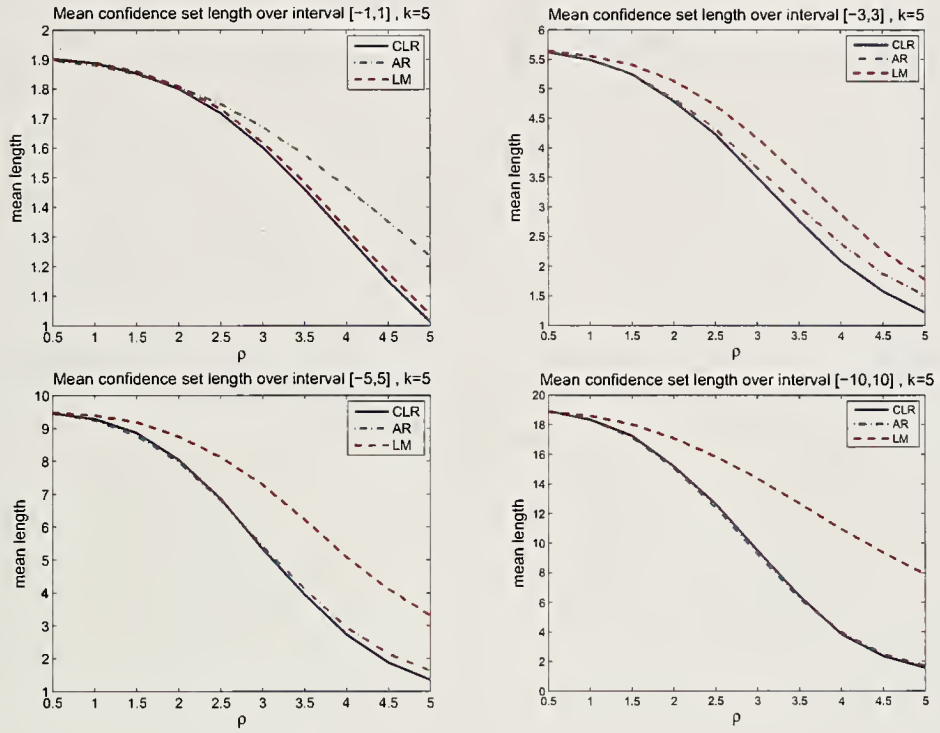 Mean confidence set length over interval [−1,1] , k=5
2
1.9
1.8
1.7
1.6
1.5
1.4
1.3
1.2
1.1
1
mean length
CLR
AR
LM
0.5 1 1.5 2 2.5 3 3.5 4 4.5 5
ρ
Mean confidence set length over interval [−3,3] , k=5
6
5.5
5
4.5
4
3.5
3
2.5
2
1.5
1
mean length
CLR
AR
LM
0.5 1 1.5 2 2.5 3 3.5 4 4.5 5
ρ
Mean confidence set length over interval [−5,5] , k=5
10
9
8
7
6
5
4
3
2
1
mean length
CLR
AR
LM
0.5 1 1.5 2 2.5 3 3.5 4 4.5 5
ρ
Mean confidence set length over interval [−10,10] , k=5
20
18
16
14
12
10
8
6
4
2
0
mean length
CLR
AR
LM
0.5 1 1.5 2 2.5 3 3.5 4 4.5 5
ρ